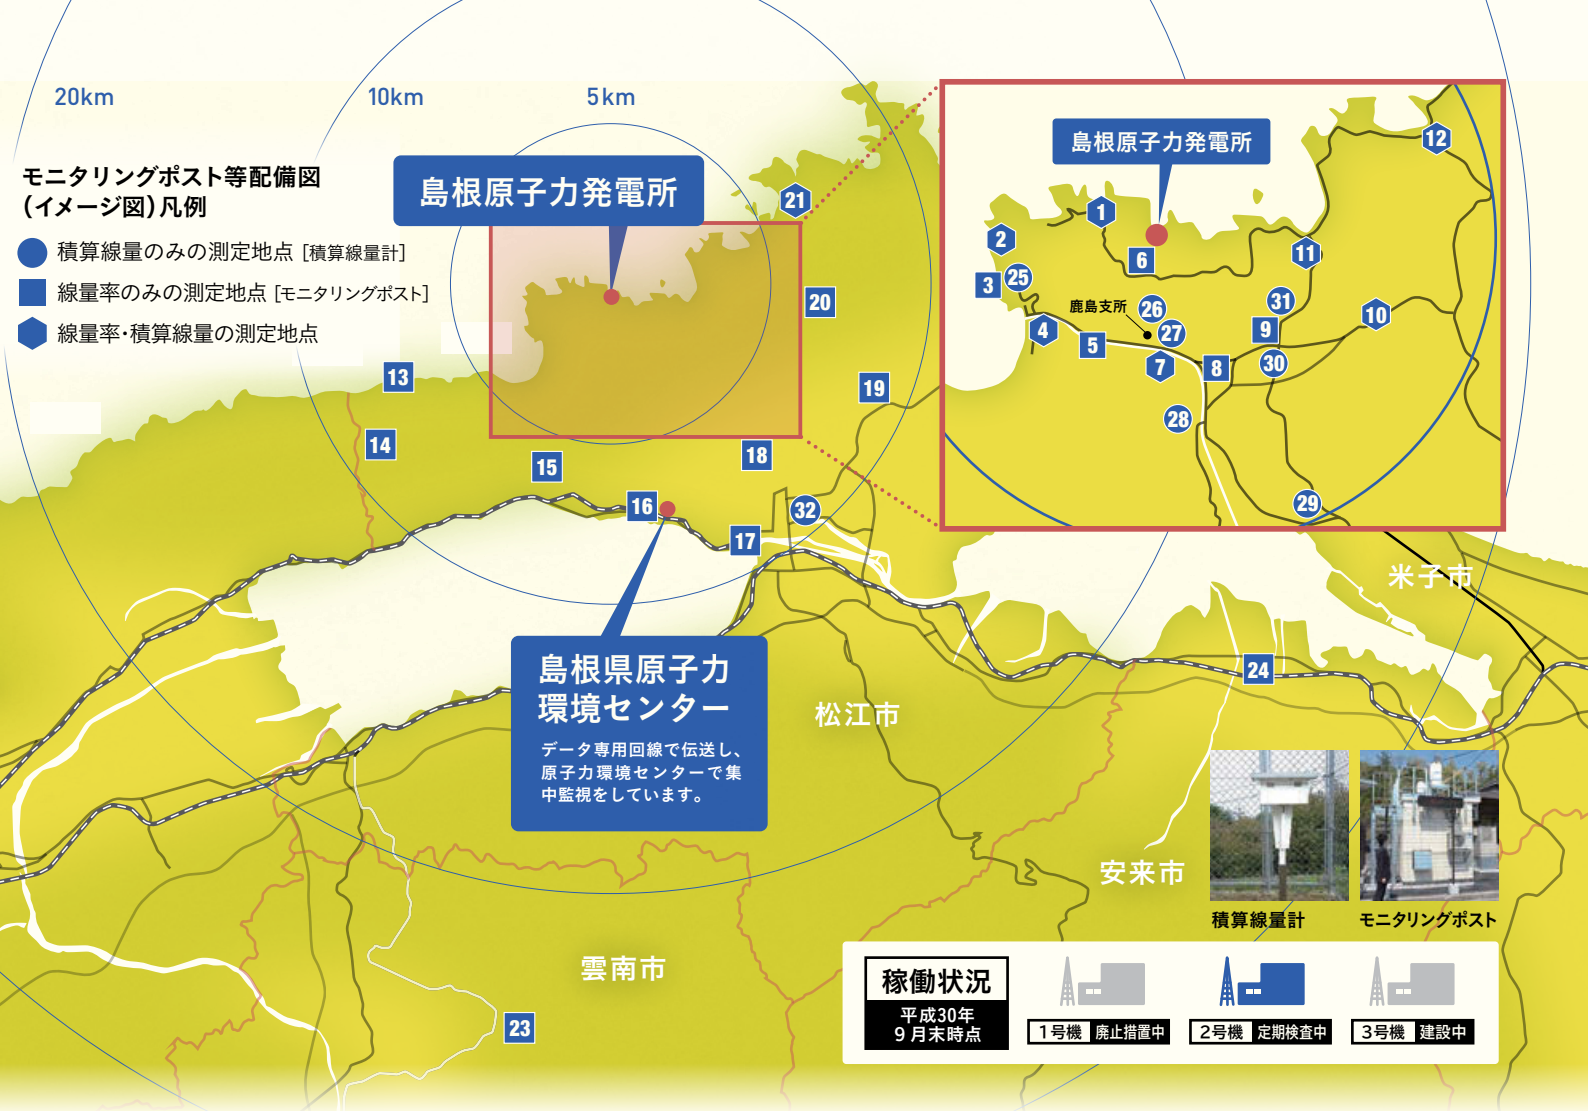 20km
10km
5km
モニタリングポスト等配備図
（イメージ図）凡例
積算線量のみの測定地点 [積算線量計]
線量率のみの測定地点 [モニタリングポスト]
線量率・積算線量の測定地点
島根原子力発電所
21
20
19
13
14
15
18
16
32
17
島根県原子力
環境センター
データ専用回線で伝送し、
原子力環境センターで集
中監視をしています。
島根原子力発電所
12
1
2
6
11
3
25
鹿島支所
26
31
10
4
27
9
5
7
8
30
28
29
米子市
24
松江市
安来市
雲南市
23
積算線量計
モニタリングポスト
稼働状況
平成30年
9月末時点
1号機 廃止措置中
2号機 定期検査中
3号機 建設中